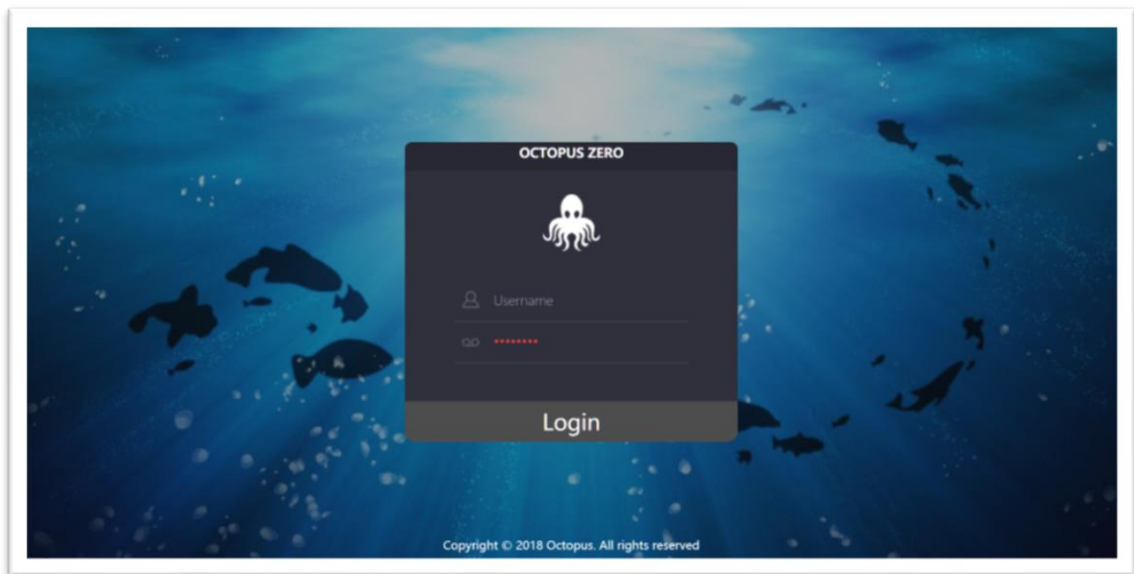 OCTOPUS ZERO
Username
********
Login
Copyright © 2018 Octopus. All rights reserved